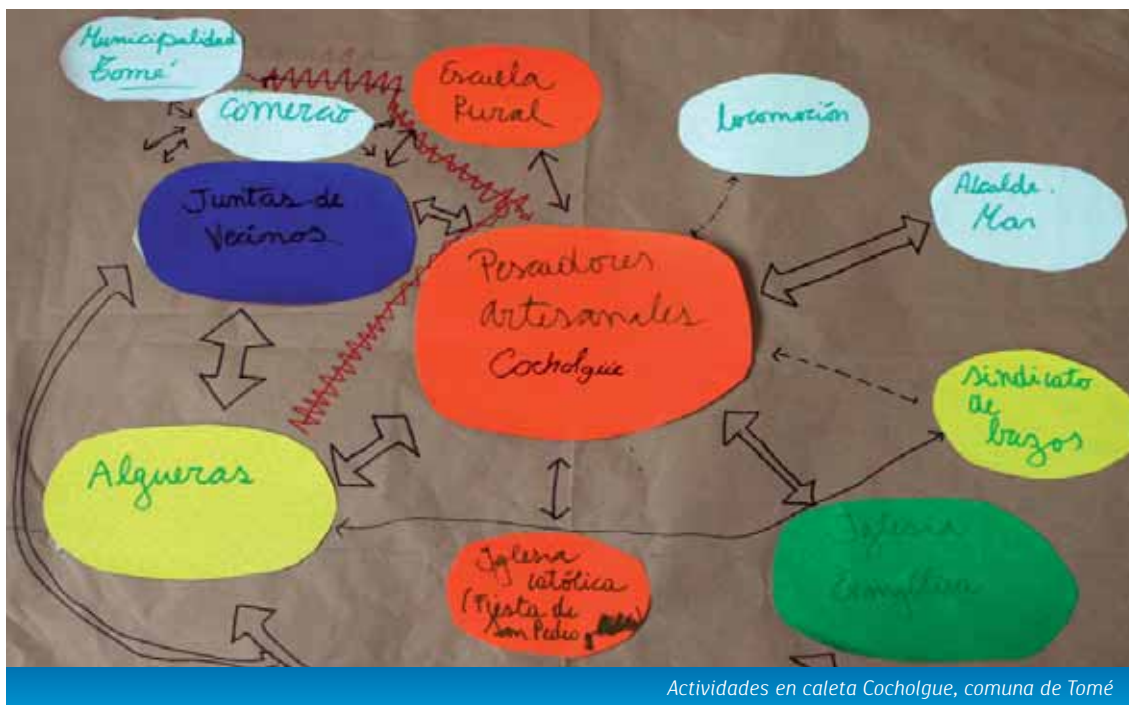 Municipalidad
Tomé
Comercio
Escuela
Rural
Locomoción
Alcalde.
Mar
Juntas de
Vecinos
Pescadores
Artesanales
Cocholgue
Sindicato
de
buzos
Algueras
Iglesia
católica
(Fiesta de
San Pedro
Iglesia
Actividades en caleta Cocholgue, comuna de Tomé